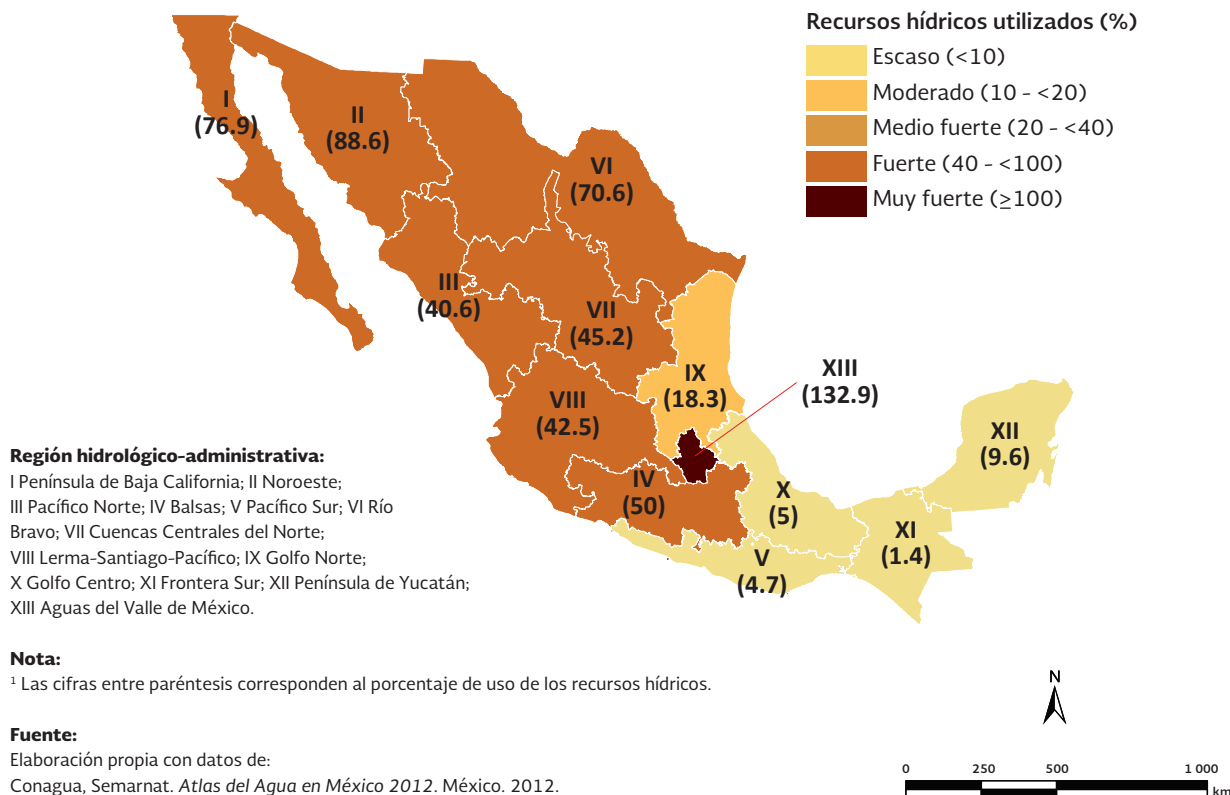 Recursos hídricos utilizados (%)
Escaso (<10)
Moderado (10 - <20)
Medio fuerte (20 - <40)
Fuerte (40 - <100)
Muy fuerte (≥100)
I
(76.9)
II
(88.6)
VI
(70.6)
III
(40.6)
VII
(45.2)
IX
(18.3)
XIII
(132.9)
VIII
(42.5)
XII
(9.6)
IV
(50)
X
(5)
XI
(1.4)
V
(4.7)
Región hidrológico-administrativa:
I Península de Baja California; II Noroeste;
III Pacífico Norte; IV Balsas; V Pacífico Sur; VI Río
Bravo; VII Cuencas Centrales del Norte;
VIII Lerma-Santiago-Pacífico; IX Golfo Norte;
X Golfo Centro; XI Frontera Sur; XII Península de Yucatán;
XIII Aguas del Valle de México.
Nota:
¹ Las cifras entre paréntesis corresponden al porcentaje de uso de los recursos hídricos.
Fuente:
Elaboración propia con datos de:
Conagua, Semarnat. Atlas del Agua en México 2012. México. 2012.
N
0 250 500 1 000
km